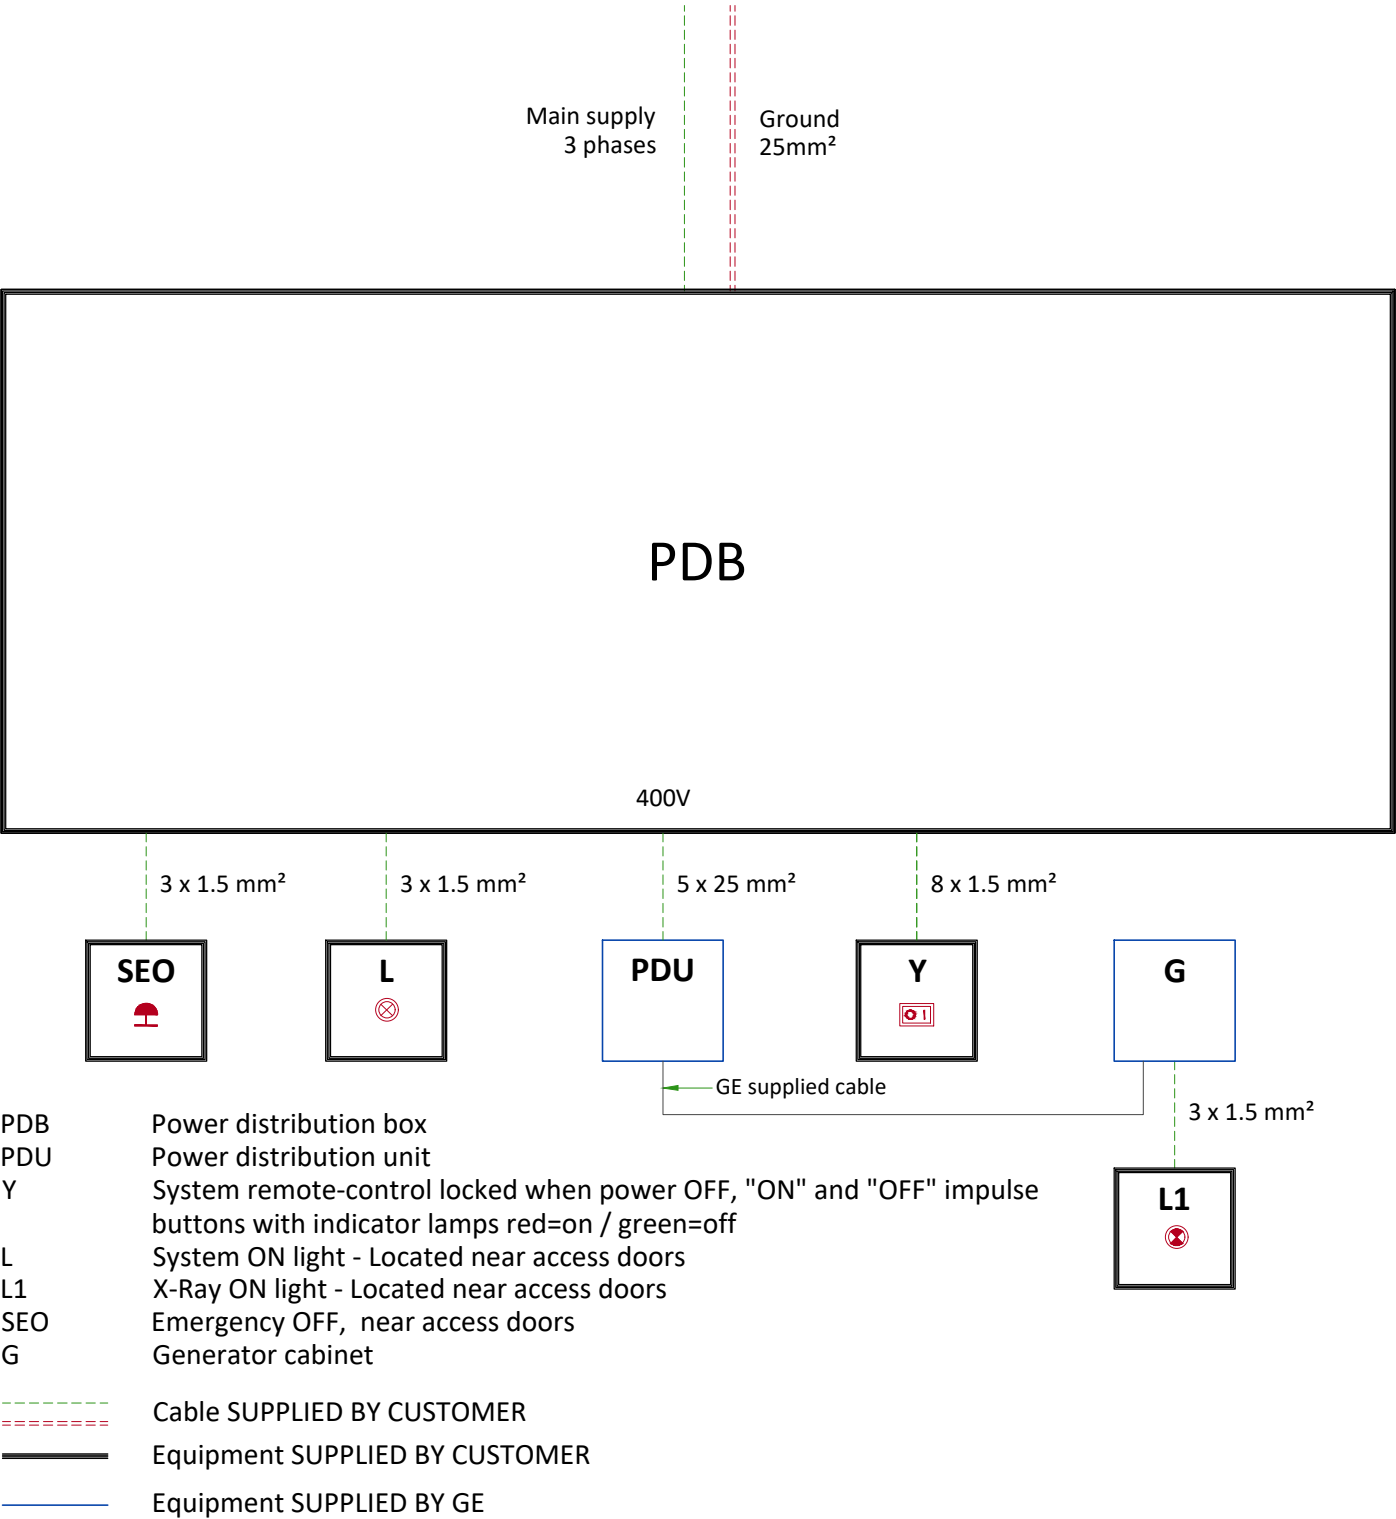 Main supply
3 phases
Ground
25mm²
PDB
400V
3 x 1.5 mm²
3 x 1.5 mm²
5 x 25 mm²
8 x 1.5 mm²
SEO
L
PDU
Y
G
GE supplied cable
3 x 1.5 mm²
L1
PDB Power distribution box
PDU Power distribution unit
Y System remote-control locked when power OFF, "ON" and "OFF" impulse
buttons with indicator lamps red=on / green=off
L System ON light - Located near access doors
L1 X-Ray ON light - Located near access doors
SEO Emergency OFF, near access doors
G Generator cabinet
Cable SUPPLIED BY CUSTOMER
Equipment SUPPLIED BY CUSTOMER
Equipment SUPPLIED BY GE